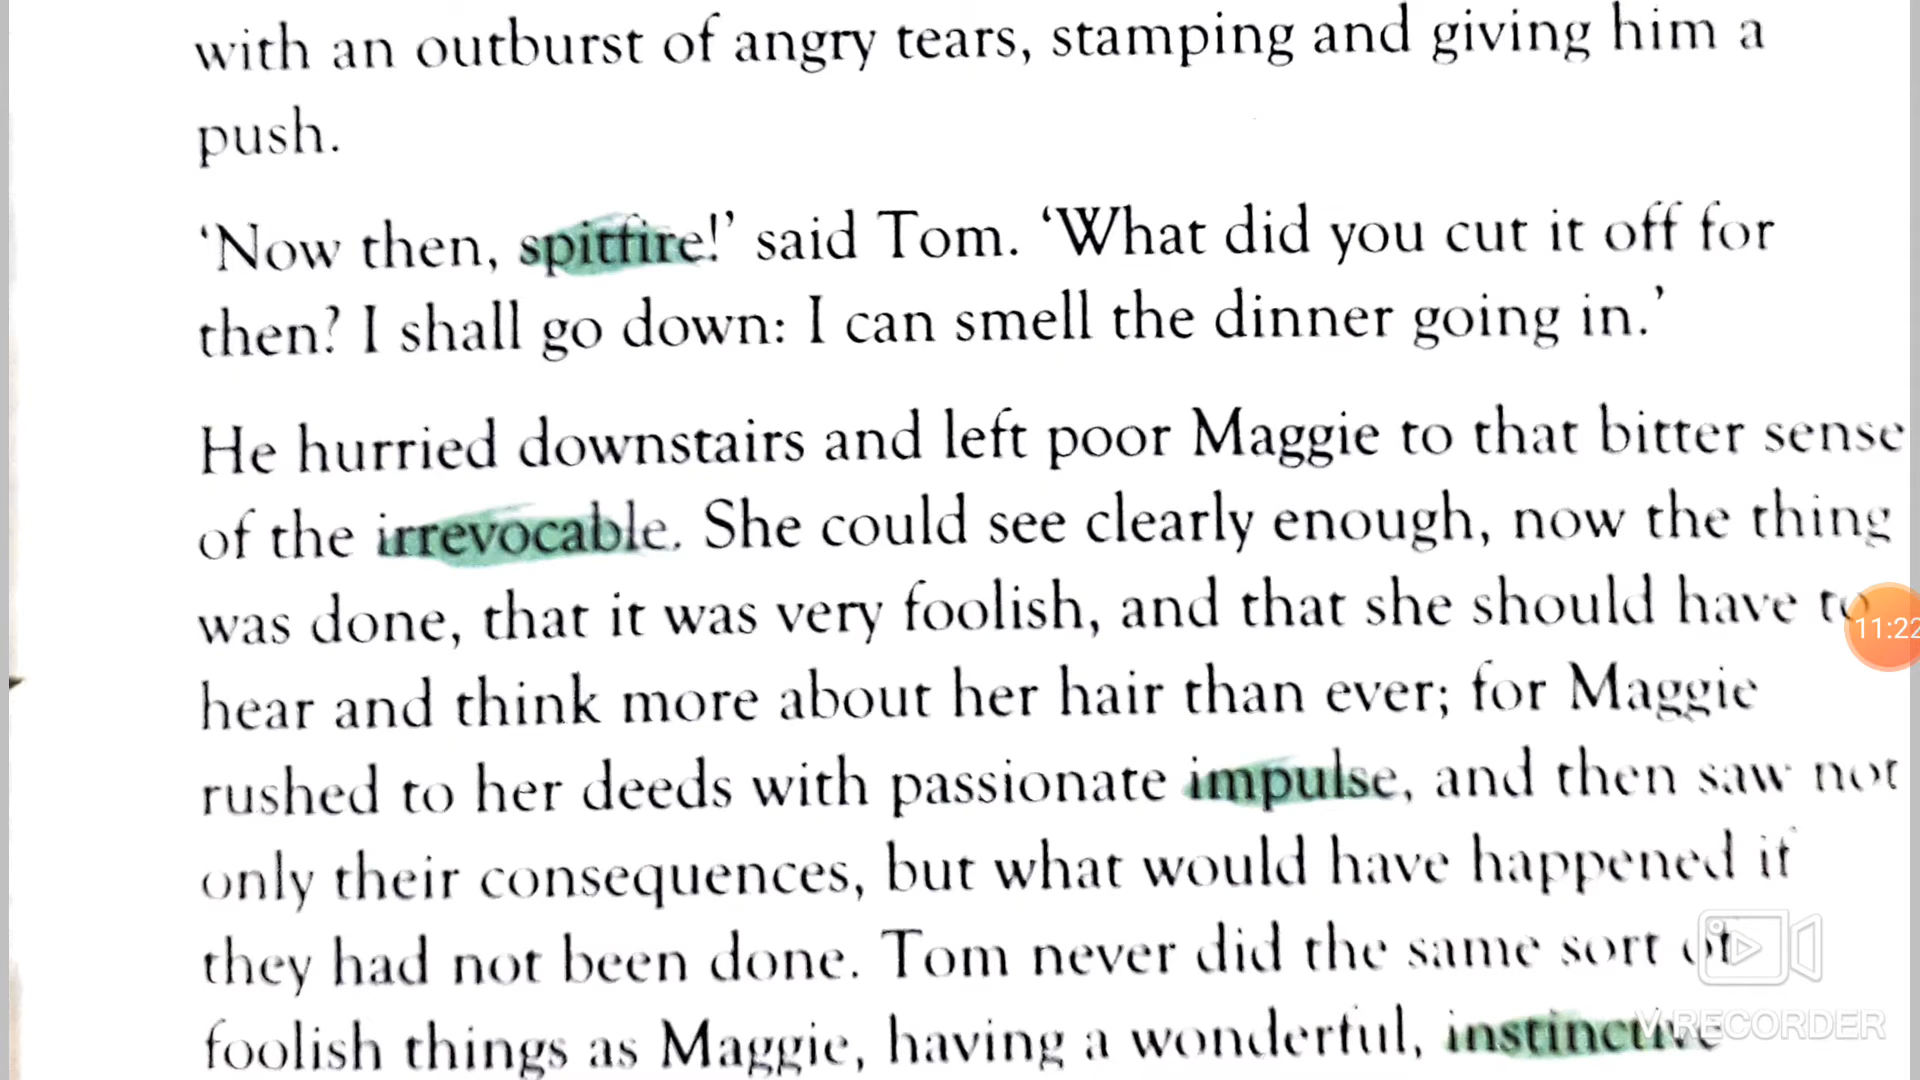 with an outburst of angry tears, stamping and giving him a
push.
‘Now then, spitfire!’ said Tom. ‘What did you cut it off for
then? I shall go down: I can smell the dinner going in.’
He hurried downstairs and left poor Maggie to that bitter sense
of the irrevocable. She could see clearly enough, now the thing
was done, that it was very foolish, and that she should have to
11:22
hear and think more about her hair than ever; for Maggie
rushed to her deeds with passionate impulse, and then saw not
only their consequences, but what would have happened if
they had not been done. Tom never did the same sort of
foolish things as Maggie, having a wonderful, instinctive
V RECORDER